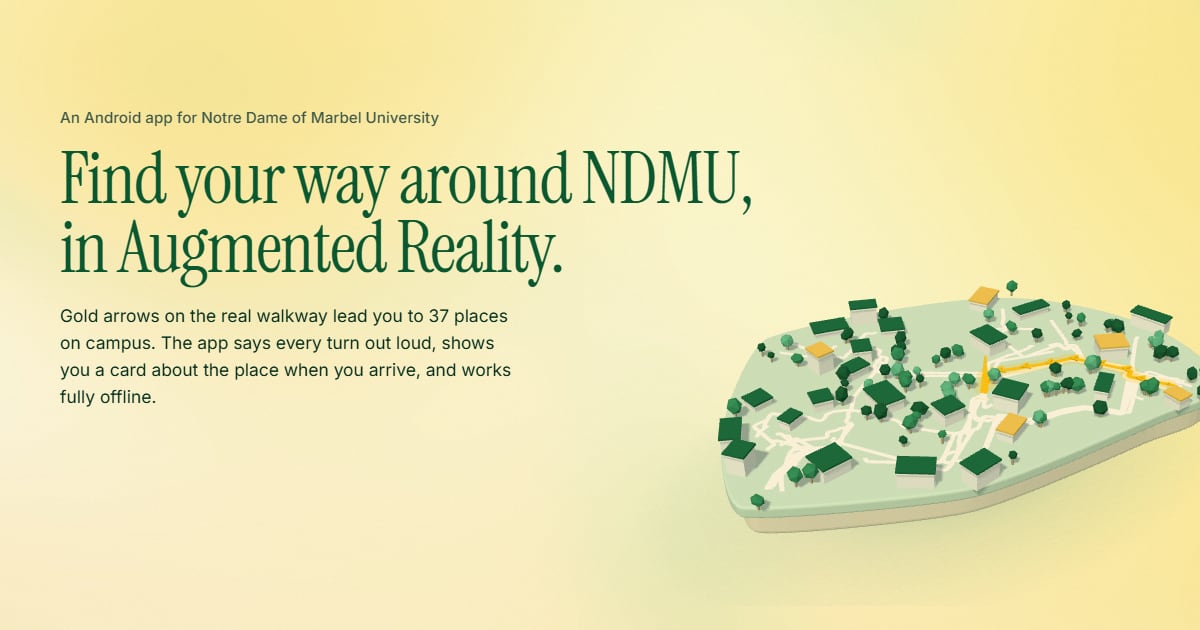 An Android app for Notre Dame of Marbel University
Find your way around NDMU,
in Augmented Reality.
Gold arrows on the real walkway lead you to 37 places
on campus. The app says every turn out loud, shows
you a card about the place when you arrive, and works
fully offline.